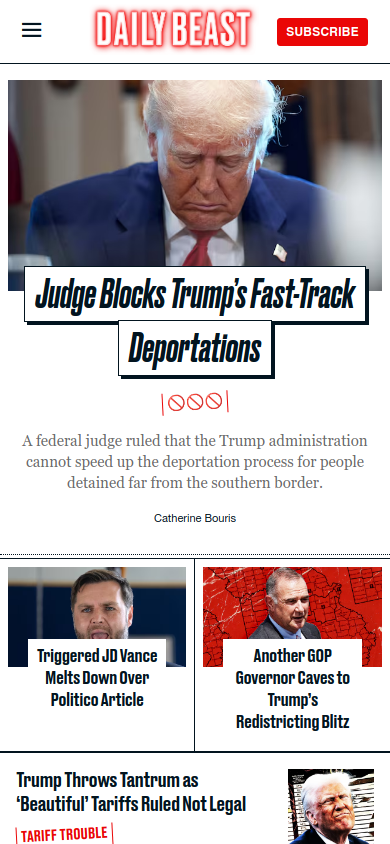 DAILY BEAST
SUBSCRIBE
Judge Blocks Trump’s Fast-Track
Deportations
A federal judge ruled that the Trump administration
cannot speed up the deportation process for people
detained far from the southern border.
Catherine Bouris
Triggered JD Vance
Melts Down Over
Politico Article
Another GOP
Governor Caves to
Trump’s
Redistricting Blitz
Trump Throws Tantrum as
‘Beautiful’ Tariffs Ruled Not Legal
TARIFF TROUBLE